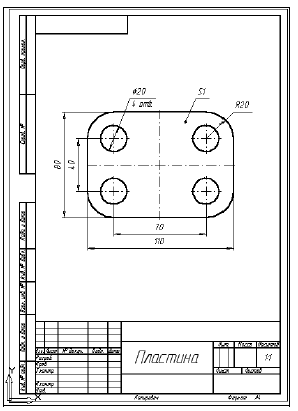 ø20
4 отв.
S1
R20
80
40
70
110
Пластина
Лит.
Масса
Масштаб
1:1
Лист
Листов
Изм
Лист
№ докум.
Подп.
Дата
Разраб.
Пров.
Т.контр.
Н.контр.
Утв.
Копировал
Формат A4
Перв. примен.
Справ. №
Подп. и дата
Взам. инв. №
Инв. № дубл.
Подп. и дата
Инв. № подл.
Y
X